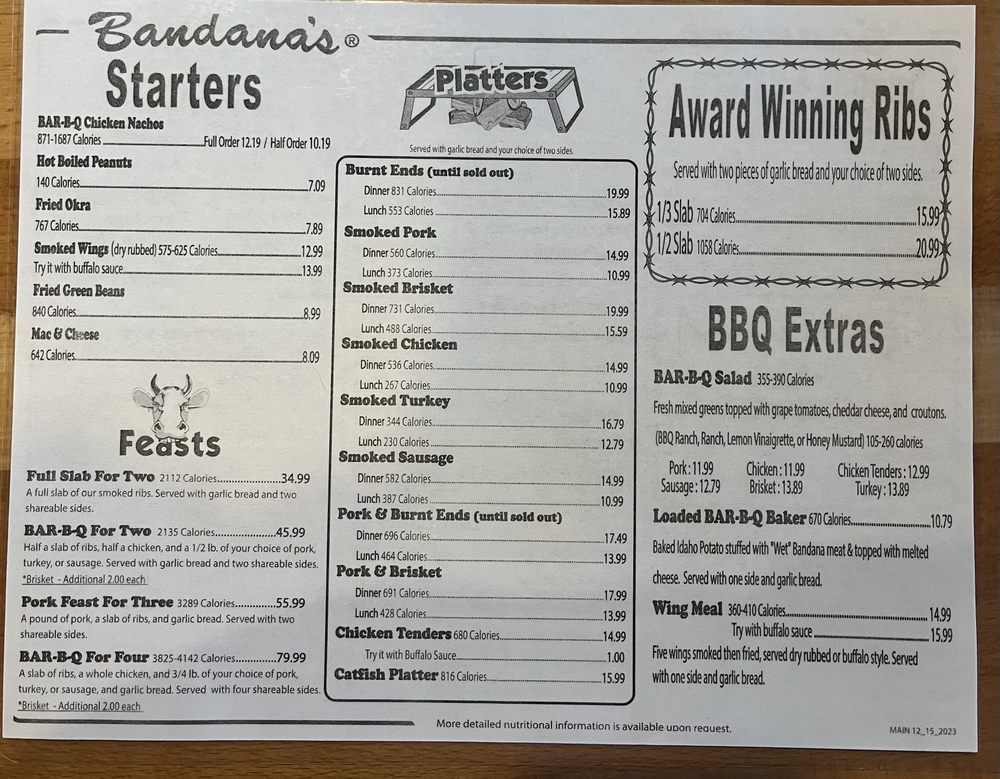 Bandana's ®
Starters
BAR-B-Q Chicken Nachos
871-1687 Calories Full Order 12.19 / Half Order 10.19
Hot Boiled Peanuts
140 Calories 7.09
Fried Okra
767 Calories 7.89
Smoked Wings (dry rubbed) 575-625 Calories 12.99
Try it with buffalo sauce 13.99
Fried Green Beans
840 Calories 8.99
Mac & Cheese
642 Calories 8.09
Feasts
Full Slab For Two 2112 Calories 34.99
A full slab of our smoked ribs. Served with garlic bread and two
shareable sides.
BAR-B-Q For Two 2135 Calories 45.99
Half a slab of ribs, half a chicken, and a 1/2 lb. of your choice of pork,
turkey, or sausage. Served with garlic bread and two shareable sides.
*Brisket - Additional 2.00 each
Pork Feast For Three 3289 Calories 55.99
A pound of pork, a slab of ribs, and garlic bread. Served with two
shareable sides.
BAR-B-Q For Four 3825-4142 Calories 79.99
A slab of ribs, a whole chicken, and 3/4 lb. of your choice of pork,
turkey, or sausage, and garlic bread. Served with four shareable sides.
*Brisket - Additional 2.00 each
Platters
Served with garlic bread and your choice of two sides.
Burnt Ends (until sold out)
Dinner 831 Calories 19.99
Lunch 553 Calories 15.89
Smoked Pork
Dinner 560 Calories 14.99
Lunch 373 Calories 10.99
Smoked Brisket
Dinner 731 Calories 19.99
Lunch 488 Calories 15.59
Smoked Chicken
Dinner 536 Calories 14.99
Lunch 267 Calories 10.99
Smoked Turkey
Dinner 344 Calories 16.79
Lunch 230 Calories 12.79
Smoked Sausage
Dinner 582 Calories 14.99
Lunch 387 Calories 10.99
Pork & Burnt Ends (until sold out)
Dinner 696 Calories 17.49
Lunch 464 Calories 13.99
Pork & Brisket
Dinner 691 Calories 17.99
Lunch 428 Calories 13.99
Chicken Tenders 680 Calories 14.99
Try it with Buffalo Sauce 1.00
Catfish Platter 816 Calories 15.99
Award Winning Ribs
Served with two pieces of garlic bread and your choice of two sides.
1/3 Slab 704 Calories 15.99
1/2 Slab 1058 Calories 20.99
BBQ Extras
BAR-B-Q Salad 355-390 Calories
Fresh mixed greens topped with grape tomatoes, cheddar cheese, and croutons.
(BBQ Ranch, Ranch, Lemon Vinaigrette, or Honey Mustard) 105-260 calories
Pork : 11.99 Chicken : 11.99 Chicken Tenders : 12.99
Sausage : 12.79 Brisket : 13.89 Turkey : 13.89
Loaded BAR-B-Q Baker 670 Calories 10.79
Baked Idaho Potato stuffed with "Wet" Bandana meat & topped with melted
cheese. Served with one side and garlic bread.
Wing Meal 360-410 Calories 14.99
Try with buffalo sauce 15.99
Five wings smoked then fried, served dry rubbed or buffalo style. Served
with one side and garlic bread.
More detailed nutritional information is available upon request.
MAIN 12_15_2023